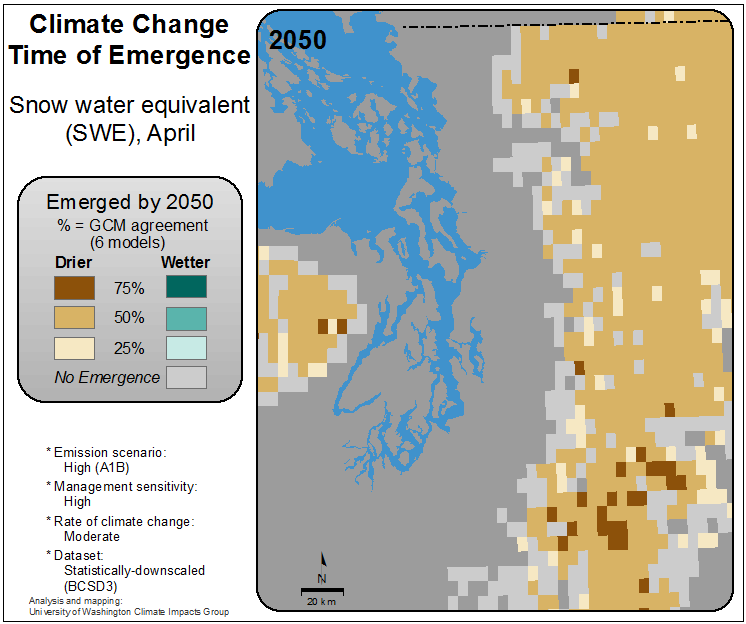 Climate Change
Time of Emergence
Snow water equivalent
(SWE), April
Emerged by 2050
% = GCM agreement
(6 models)
Drier Wetter
75%
50%
25%
No Emergence
* Emission scenario:
High (A1B)
* Management sensitivity:
High
* Rate of climate change:
Moderate
* Dataset:
Statistically-downscaled
(BCSD3)
Analysis and mapping:
University of Washington Climate Impacts Group
2050
N
20 km